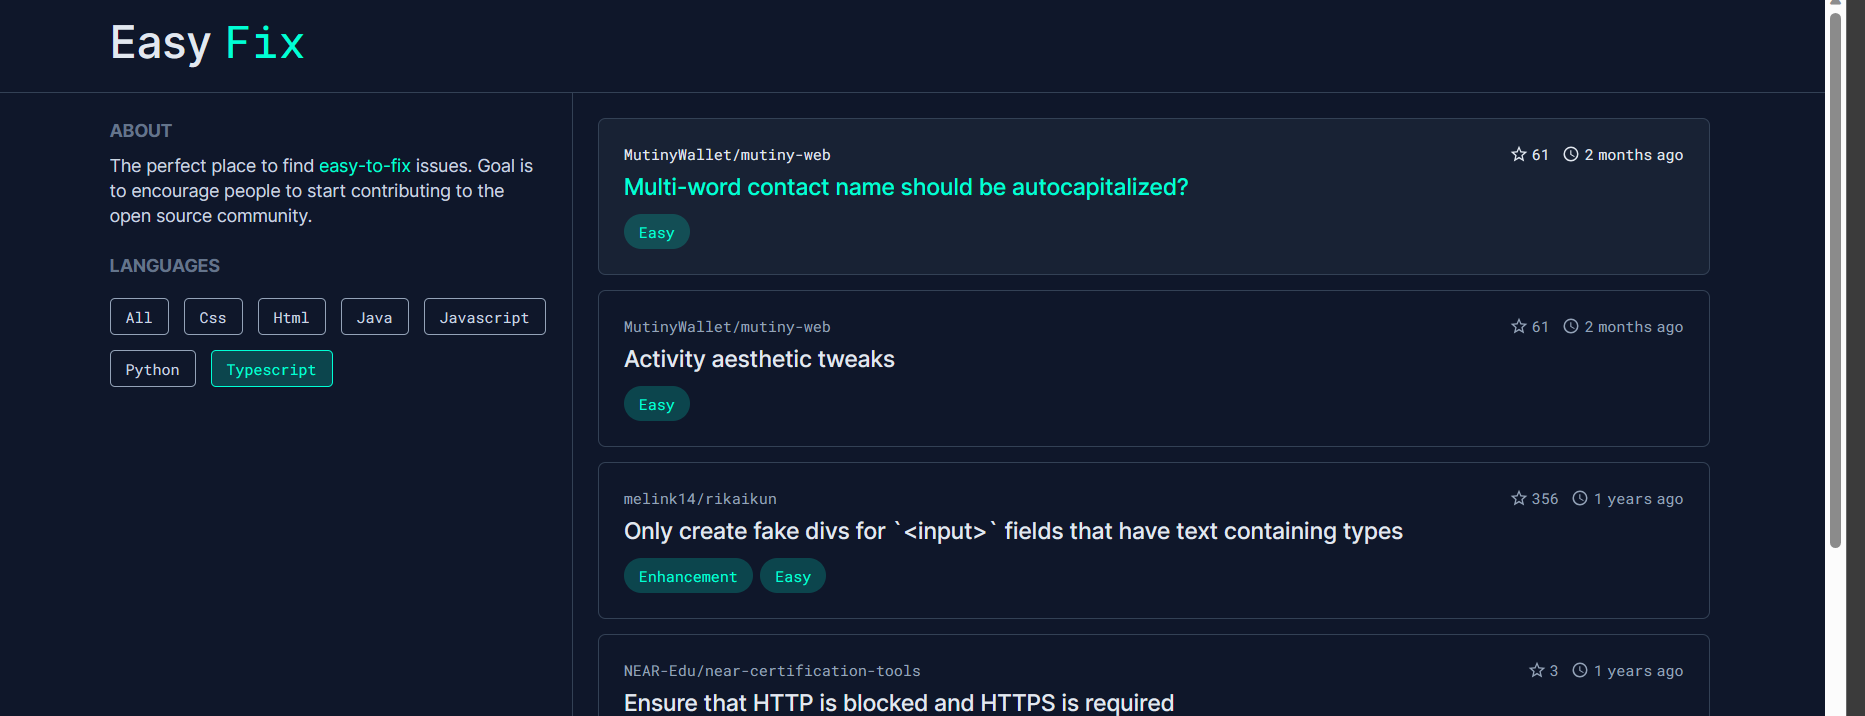 Easy Fix
ABOUT
The perfect place to find easy-to-fix issues. Goal is
to encourage people to start contributing to the
open source community.
LANGUAGES
All Css Html Java Javascript
Python Typescript
MutinyWallet/mutiny-web 61 2 months ago
Multi-word contact name should be autocapitalized?
Easy
MutinyWallet/mutiny-web 61 2 months ago
Activity aesthetic tweaks
Easy
melink14/rikaikun 356 1 years ago
Only create fake divs for `<input>` fields that have text containing types
Enhancement Easy
NEAR-Edu/near-certification-tools 3 1 years ago
Ensure that HTTP is blocked and HTTPS is required